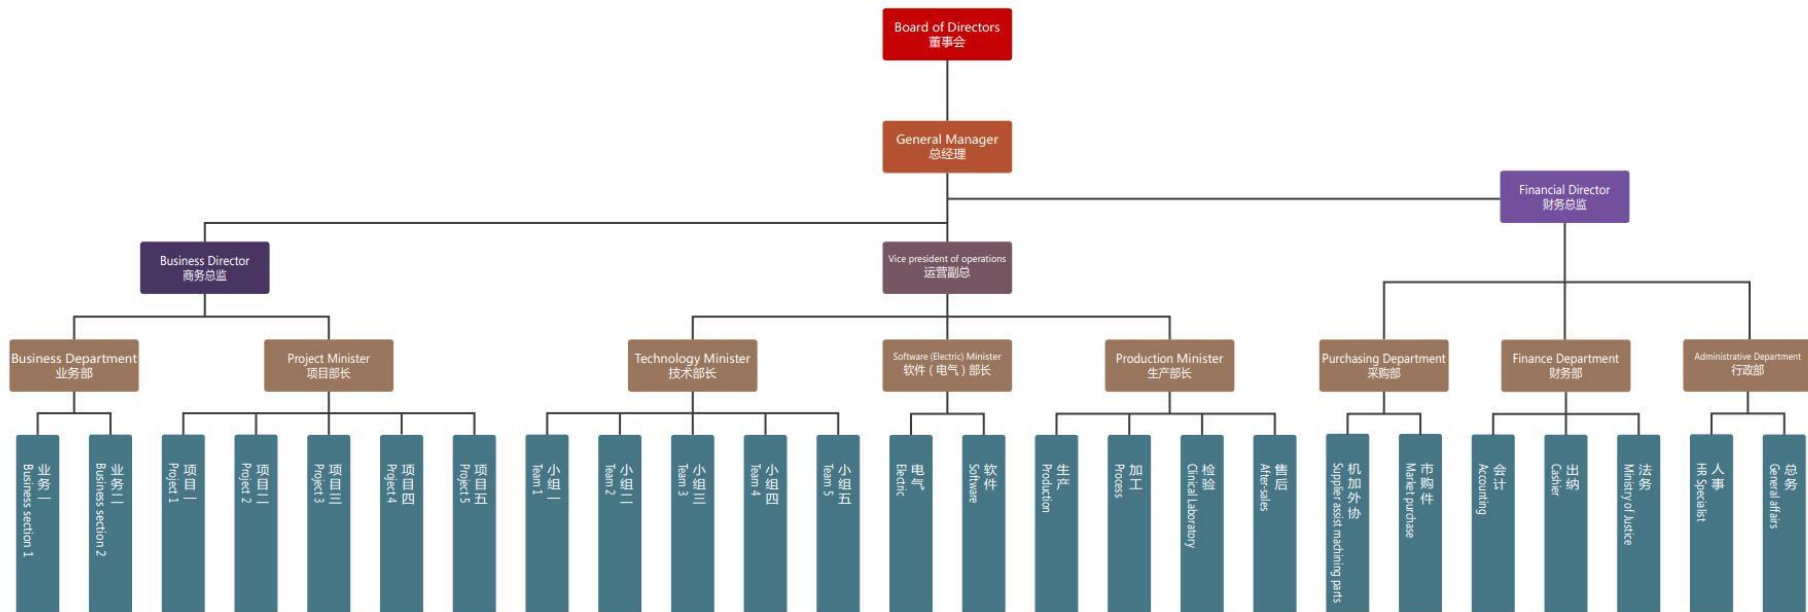 Board of Directors
董事会
General Manager
总经理
Financial Director
财务总监
Business Director
商务总监
Vice president of operations
运营副总
Business Department
业务部
Project Minister
项目部长
Technology Minister
技术部长
Software (Electric) Minister
软件（电气）部长
Production Minister
生产部长
Purchasing Department
采购部
Finance Department
财务部
Administrative Department
行政部
业务一
Business section 1
业务二
Business section 2
项目一
Project 1
项目二
Project 2
项目三
Project 3
项目四
Project 4
项目五
Project 5
小组一
Team 1
小组二
Team 2
小组三
Team 3
小组四
Team 4
小组五
Team 5
电气
Electric
软件
Software
生产
Production
加工
Process
检验
Clinical Laboratory
售后
After-sales
机加外协
Supplier assist machining parts
市购件
Market purchase
会计
Accounting
出纳
Cashier
法务
Ministry of Justice
人事
HR Specialist
总务
General affairs